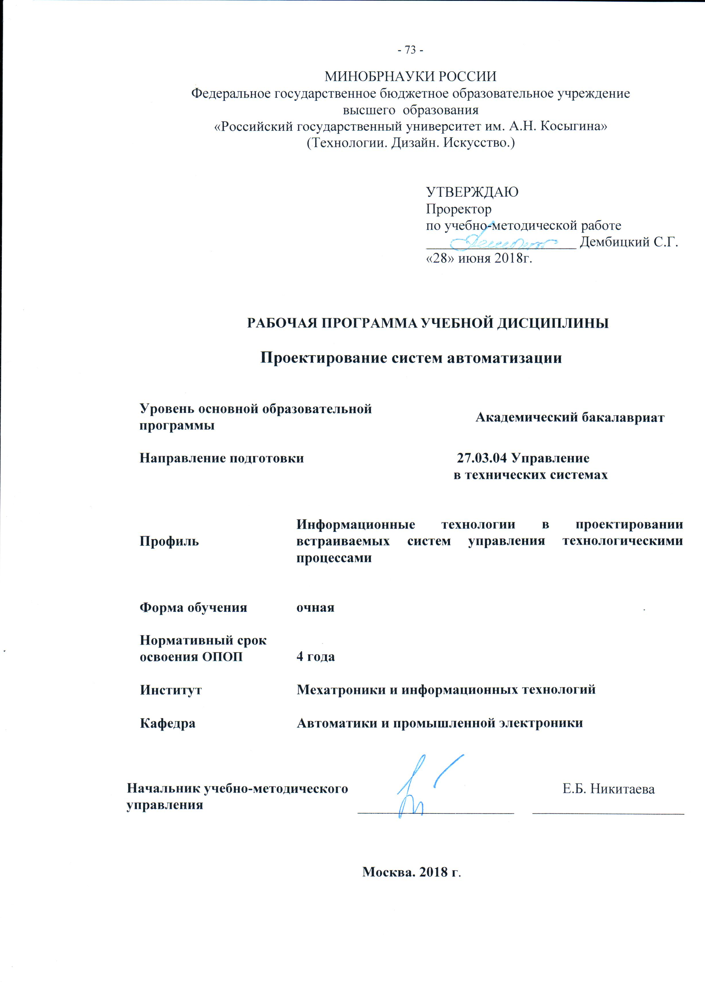 - 73 -
МИНОБРНАУКИ РОССИИ
Федеральное государственное бюджетное образовательное учреждение
высшего образования
«Российский государственный университет им. А.Н. Косыгина»
(Технологии. Дизайн. Искусство.)
УТВЕРЖДАЮ
Проректор
по учебно-методической работе
Дембицкий С.Г.
«28» июня 2018г.
РАБОЧАЯ ПРОГРАММА УЧЕБНОЙ ДИСЦИПЛИНЫ
Проектирование систем автоматизации
Уровень основной образовательной
программы
Академический бакалавриат
Направление подготовки
27.03.04 Управление
в технических системах
Профиль
Информационные технологии в проектировании
встраиваемых систем управления технологическими
процессами
Форма обучения
очная
Нормативный срок
освоения ОПОП
4 года
Институт
Мехатроники и информационных технологий
Кафедра
Автоматики и промышленной электроники
Начальник учебно-методического
управления
Е.Б. Никитаева
Москва. 2018 г.